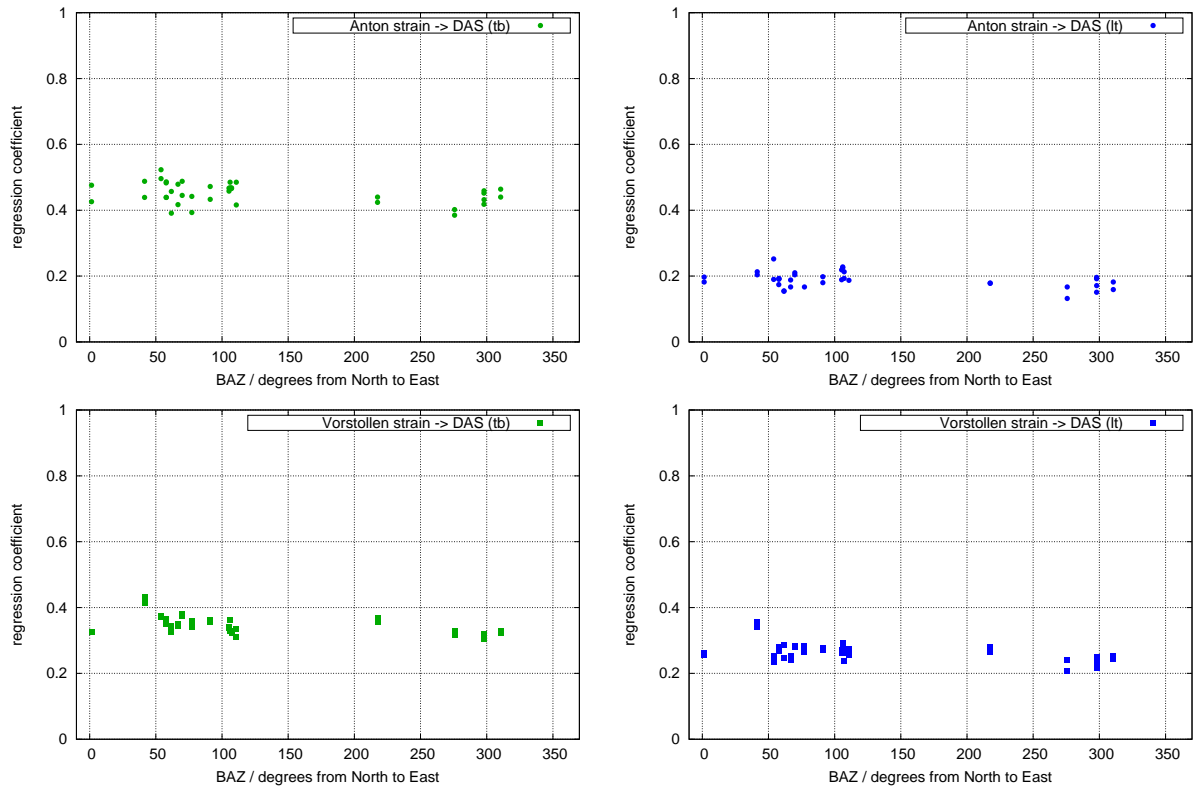 Anton strain -> DAS (tb)
1
0.8
0.6
0.4
0.2
0
regression coefficient
0 50 100 150 200 250 300 350
BAZ / degrees from North to East
Anton strain -> DAS (lt)
1
0.8
0.6
0.4
0.2
0
regression coefficient
0 50 100 150 200 250 300 350
BAZ / degrees from North to East
Vorstollen strain -> DAS (tb)
1
0.8
0.6
0.4
0.2
0
regression coefficient
0 50 100 150 200 250 300 350
BAZ / degrees from North to East
Vorstollen strain -> DAS (lt)
1
0.8
0.6
0.4
0.2
0
regression coefficient
0 50 100 150 200 250 300 350
BAZ / degrees from North to East